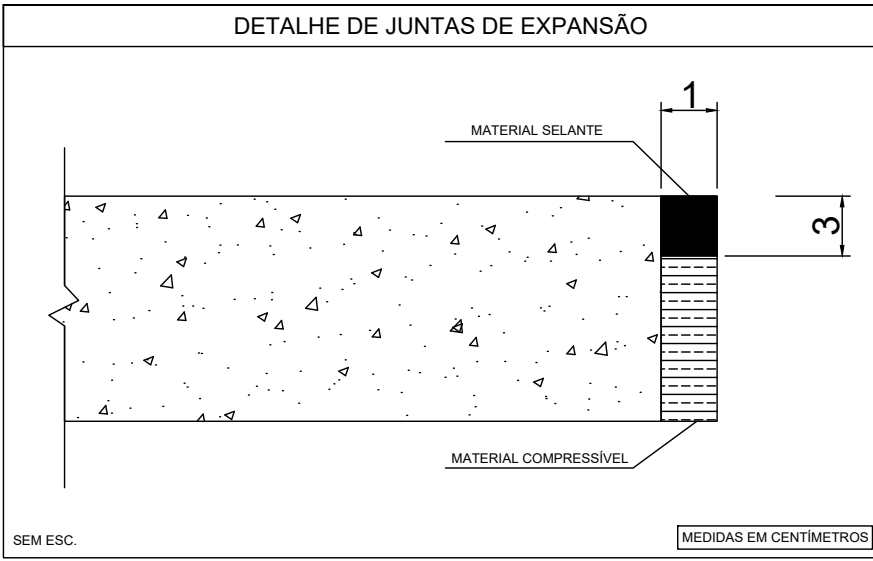 DETALHE DE JUNTAS DE EXPANSÃO
1
MATERIAL SELANTE
3
MATERIAL COMPRESSÍVEL
SEM ESC.
MEDIDAS EM CENTÍMETROS